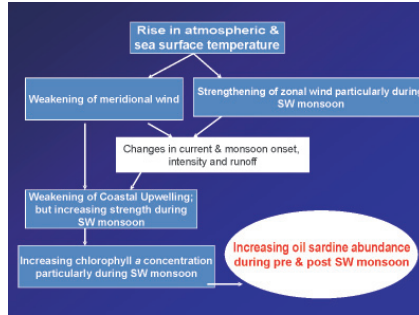 Rise in atmospheric &
sea surface temperature
Weakening of meridional wind
Strengthening of zonal wind particularly during
SW monsoon
Changes in current & monsoon onset,
intensity and runoff
Weakening of Coastal Upwelling;
but increasing strength during
SW monsoon
Increasing chlorophyll a concentration
particularly during SW monsoon
Increasing oil sardine abundance
during pre & post SW monsoon